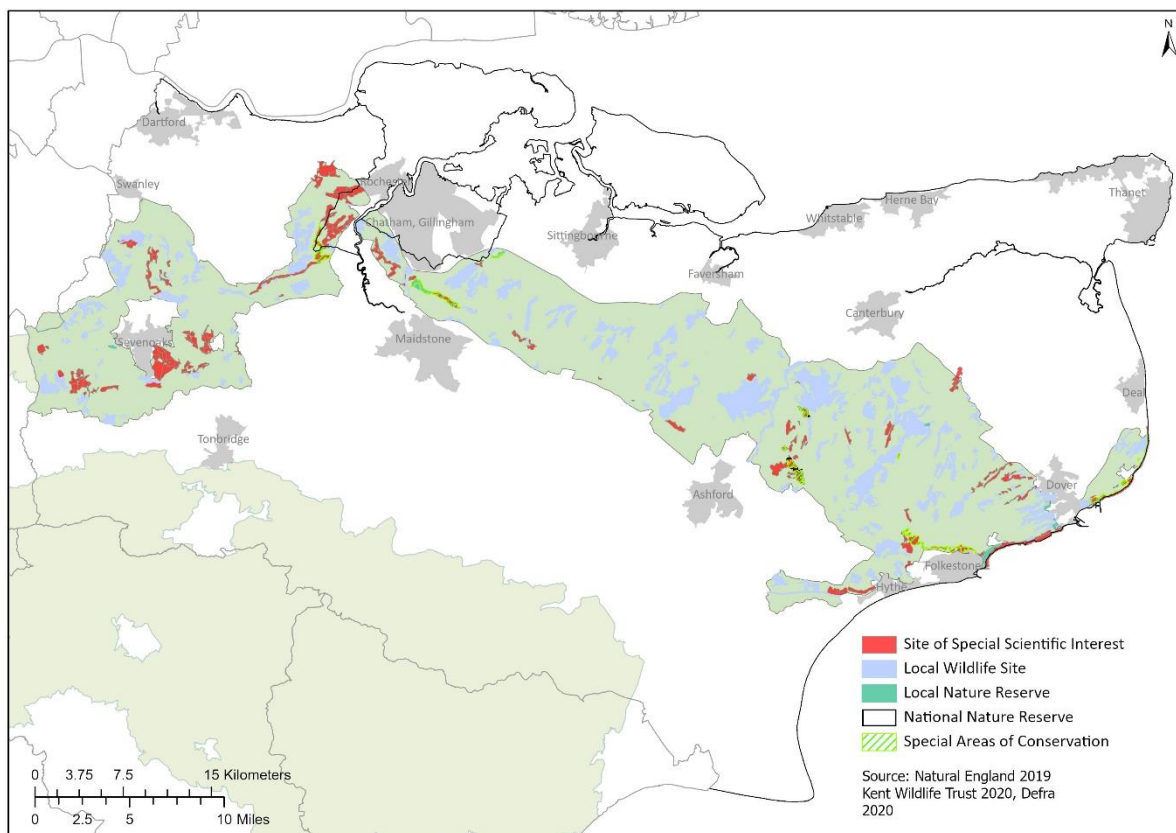 N
Dartford
Swanley
Roches
Chatham, Gillingham
Sittingbourne
Whitstable
Herne Bay
Thanet
Faversham
Canterbury
Sevenoaks
Maidstone
Deal
Tonbridge
Ashford
Dover
Folkestone
Hythe
Site of Special Scientific Interest
Local Wildlife Site
Local Nature Reserve
National Nature Reserve
Special Areas of Conservation
Source: Natural England 2019
Kent Wildlife Trust 2020, Defra
2020
0 3.75 7.5 15 Kilometers
0 2.5 5 10 Miles